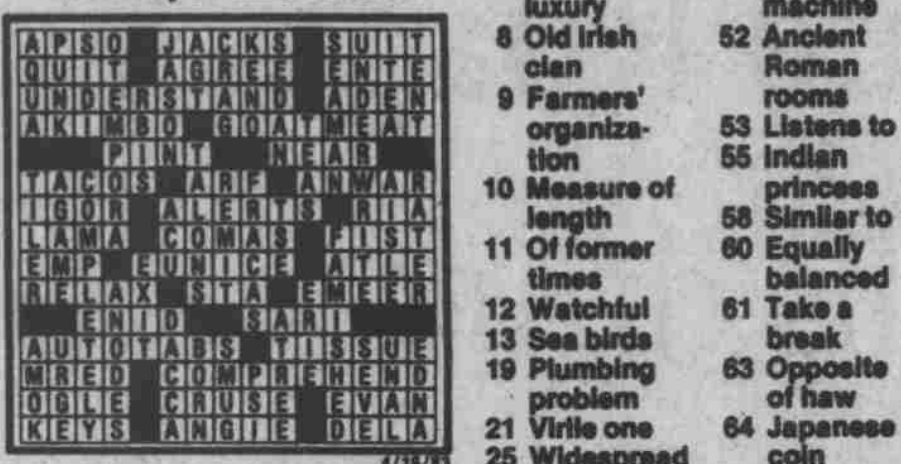 APSO JACKS SUIT
QUIT AGREE ENTE
UNDERSTAND ADEN
AKIMBO GOATMEAT
PINT NEAR
TACOS ARF ANWAR
IGOR ALERTS RIA
LAMA COMAS FIST
EMP EUNICE ATLE
RELAX STA EMEER
ENID SARI
AUTOTABS TISSUE
MRED COMPREHEND
OGLE CRUSE EVAN
KEYS ANGIE DELA
luxury
8 Old Irish
clan
9 Farmers'
organiza-
tion
10 Measure of
length
11 Of former
times
12 Watchful
13 Sea birds
19 Plumbing
problem
21 Virile one
25 Widespread
machine
52 Ancient
Roman
rooms
53 Listens to
55 Indian
princess
58 Similar to
60 Equally
balanced
61 Take a
break
63 Opposite
of haw
64 Japanese
coin